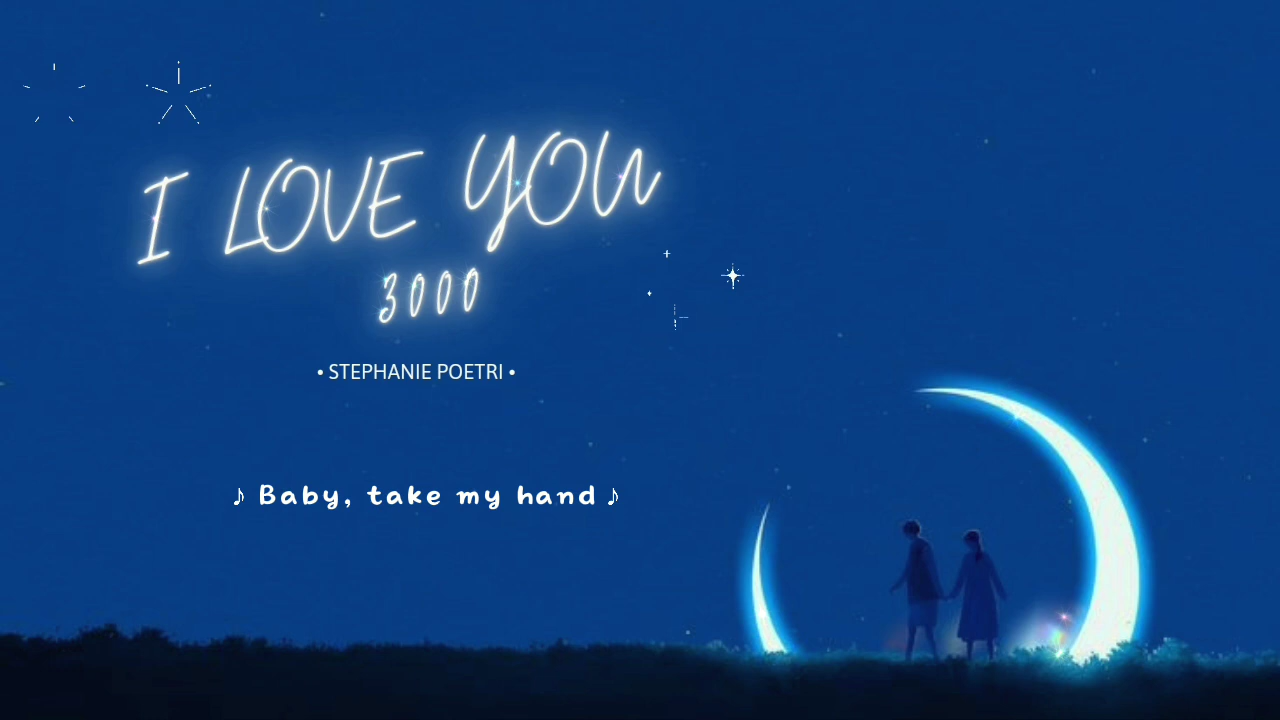 I LOVE YOU
3000
• STEPHANIE POETRI •
♪ Baby, take my hand ♪